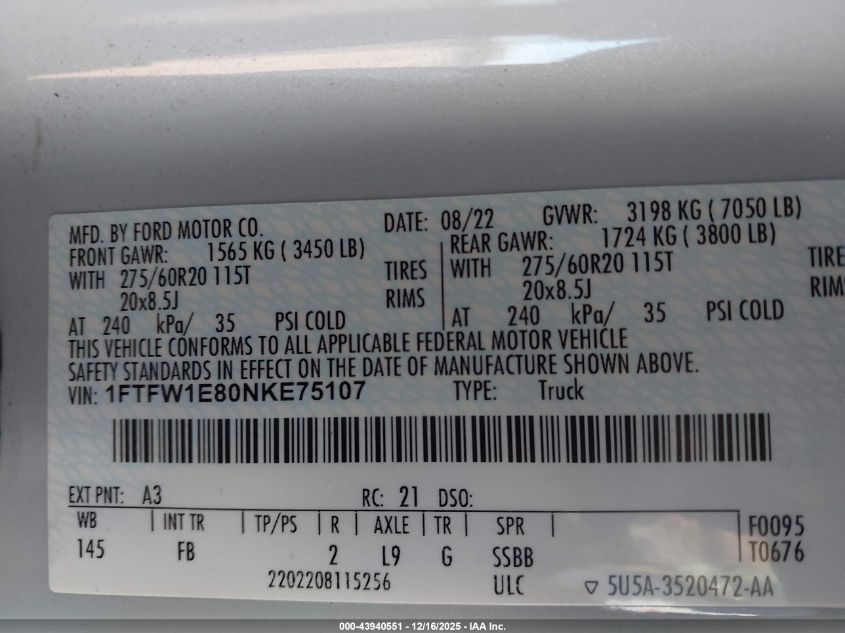 MFD. BY FORD MOTOR CO. DATE: 08/22 GVWR: 3198 KG ( 7050 LB)
FRONT GAWR: 1565 KG ( 3450 LB) REAR GAWR: 1724 KG ( 3800 LB)
WITH 275/60R20 115T TIRES WITH 275/60R20 115T TIRE
20x8.5J RIMS 20x8.5J RIM
AT 240 kPa/ 35 PSI COLD AT 240 kPa/ 35 PSI COLD
THIS VEHICLE CONFORMS TO ALL APPLICABLE FEDERAL MOTOR VEHICLE
SAFETY STANDARDS IN EFFECT ON THE DATE OF MANUFACTURE SHOWN ABOVE.
VIN: 1FTFW1E80NKE75107 TYPE: Truck
EXT PNT: A3 RC: 21 DSO:
WB INT TR TP/PS R AXLE TR SPR F0095
145 FB 2 L9 G SSBB T0676
2202208115256 ULC 5U5A-3520472-AA
000-43940551 - 12/16/2025 - IAA Inc.